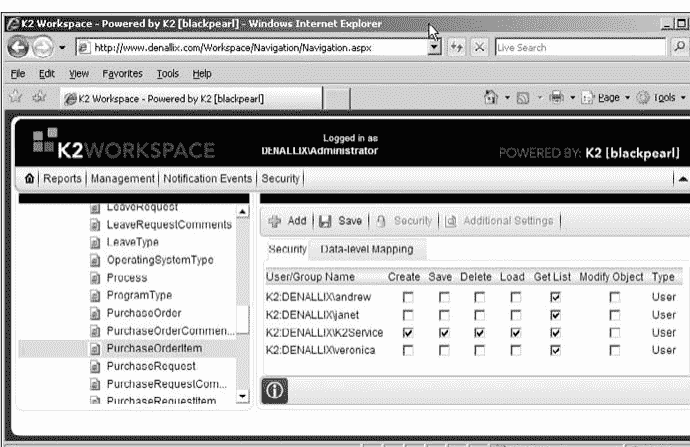 K2 Workspace - Powered by K2 [blackpearl] - Windows Internet Explorer
http://www.denallix.com/Workspace/Navigation/Navigation.aspx
Live Search
File Edit View Favorites Tools Help
K2 Workspace - Powered by K2 [blackpearl]
Page Tools
K2WORKSPACE
Logged in as
DENALLIX\Administrator
POWERED BY: K2 [blackpearl]
Reports Management Notification Events Security
LeaveRequest
LeaveRequestComments
LeaveType
OperatingSystemType
Process
ProgramType
PurchaseOrder
PurchaseOrderCommen...
PurchaseOrderItem
PurchaseRequest
PurchaseRequestCom...
PurchaseRequestItem
Add Save Security Additional Settings
Security Data-level Mapping
User/Group Name Create Save Delete Load Get List Modify Object Type
K2:DENALLIX\andrew User
K2:DENALLIX\janet User
K2:DENALLIX\K2Service User
K2:DENALLIX\veronica User